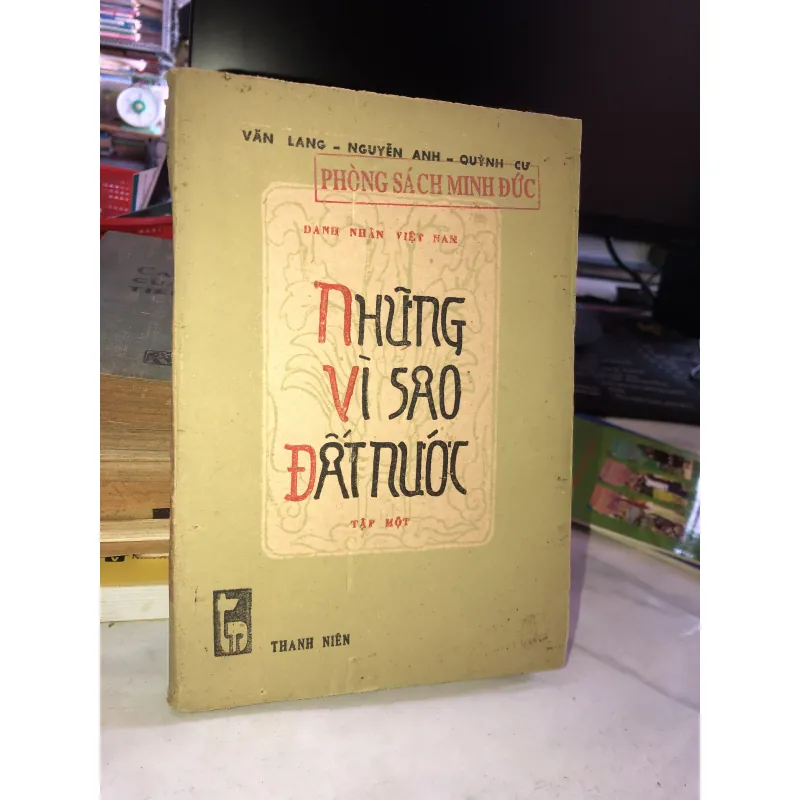 VĂN LANG - NGUYỄN ANH - QUỲNH CƯ
PHÒNG SÁCH MINH ĐỨC
DANH NHÂN VIỆT NAM
NHỮNG
VÌ SAO
ĐẤT NƯỚC
TẬP MỘT
THANH NIÊN